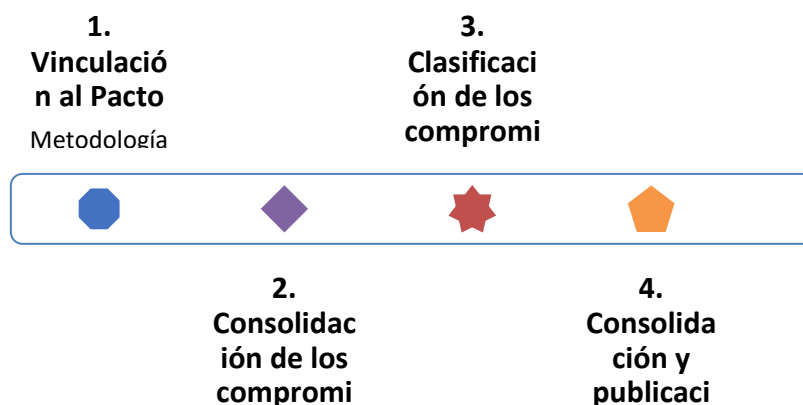 1.
Vinculació
n al Pacto
Metodología
2.
Consolidac
ión de los
compromi
3.
Clasificaci
ón de los
compromi
4.
Consolida
ción y
publicaci